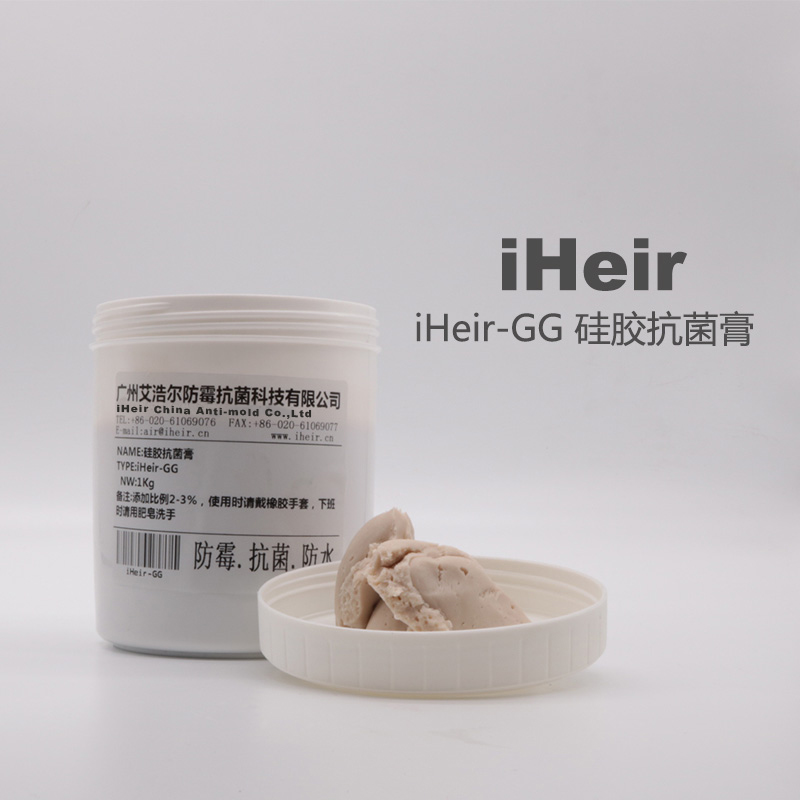 iHeir
iHeir-GG 硅胶抗菌膏
广州艾浩尔防霉抗菌科技有限公司
iHeir China Anti-mold Co.,Ltd
TEL:+86-020-61069076 FAX:+86-020-61069077
E-mail:air@iheir.cn www.iheir.cn
NAME:硅胶抗菌膏
TYPE:iHeir-GG
NW:1Kg
备注:添加比例2-3%，使用时请戴橡胶手套，下班
时请用肥皂洗手
防霉.抗菌.防水
iHeir-GG